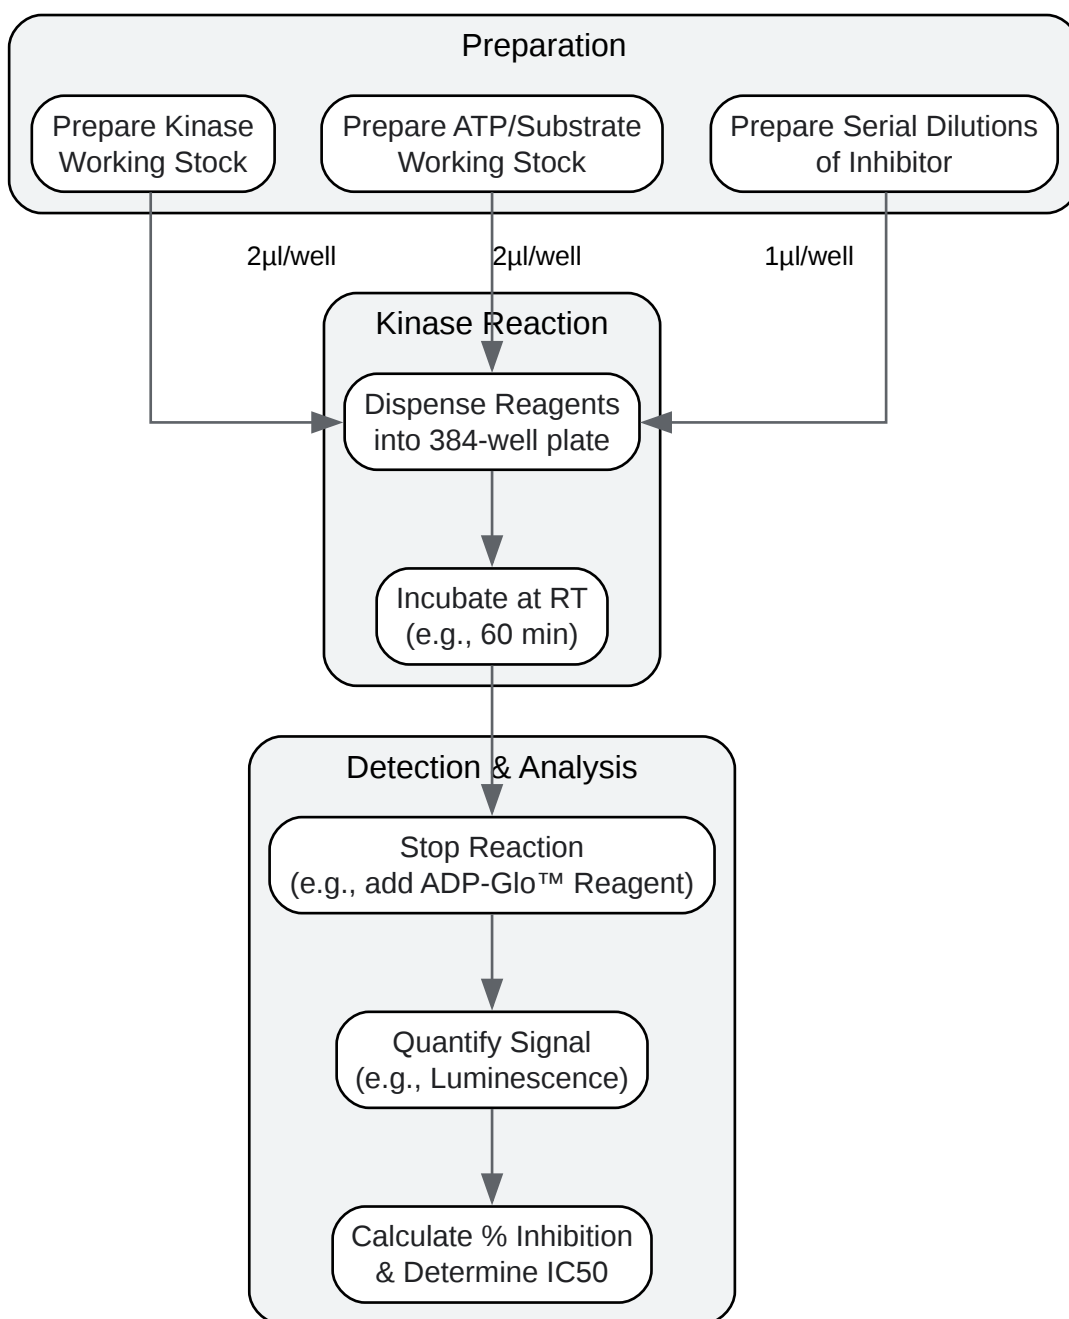 Preparation
Prepare Kinase
Working Stock
Prepare ATP/Substrate
Working Stock
Prepare Serial Dilutions
of Inhibitor
2µl/well
2µl/well
1µl/well
Kinase Reaction
Dispense Reagents
into 384-well plate
Incubate at RT
(e.g., 60 min)
Detection & Analysis
Stop Reaction
(e.g., add ADP-Glo™ Reagent)
Quantify Signal
(e.g., Luminescence)
Calculate % Inhibition
& Determine IC50